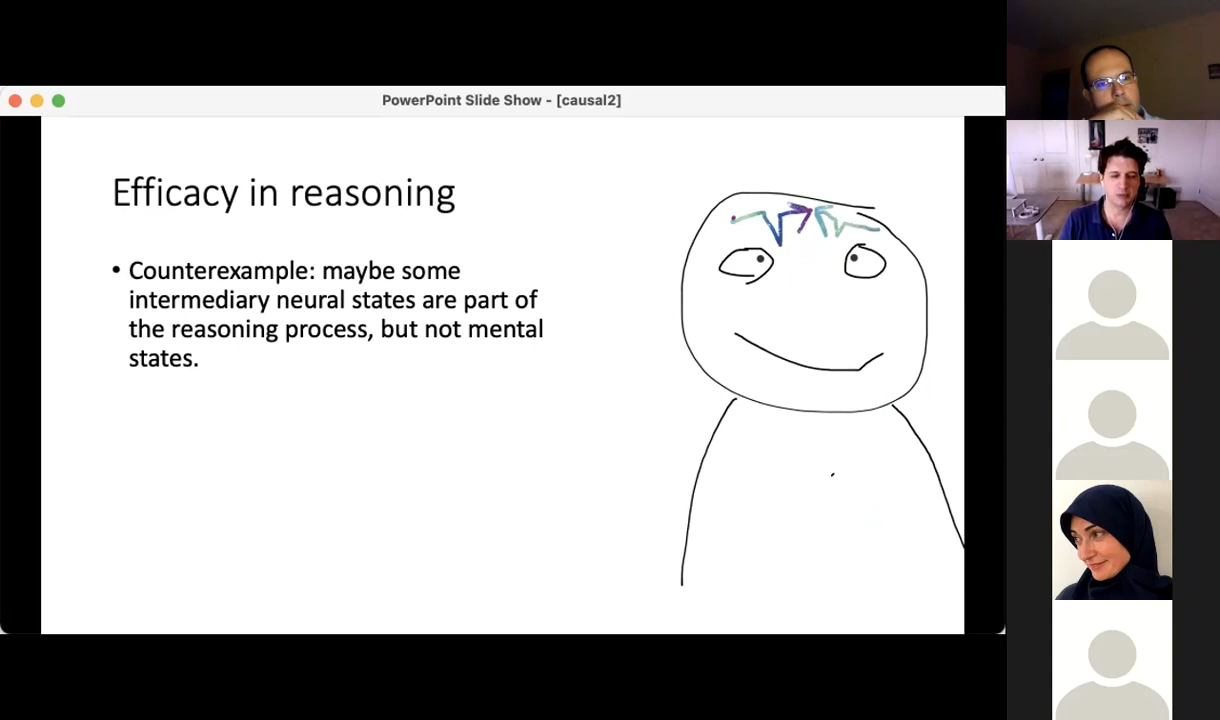 PowerPoint Slide Show - [causal2]
Efficacy in reasoning
• Counterexample: maybe some
intermediary neural states are part of
the reasoning process, but not mental
states.